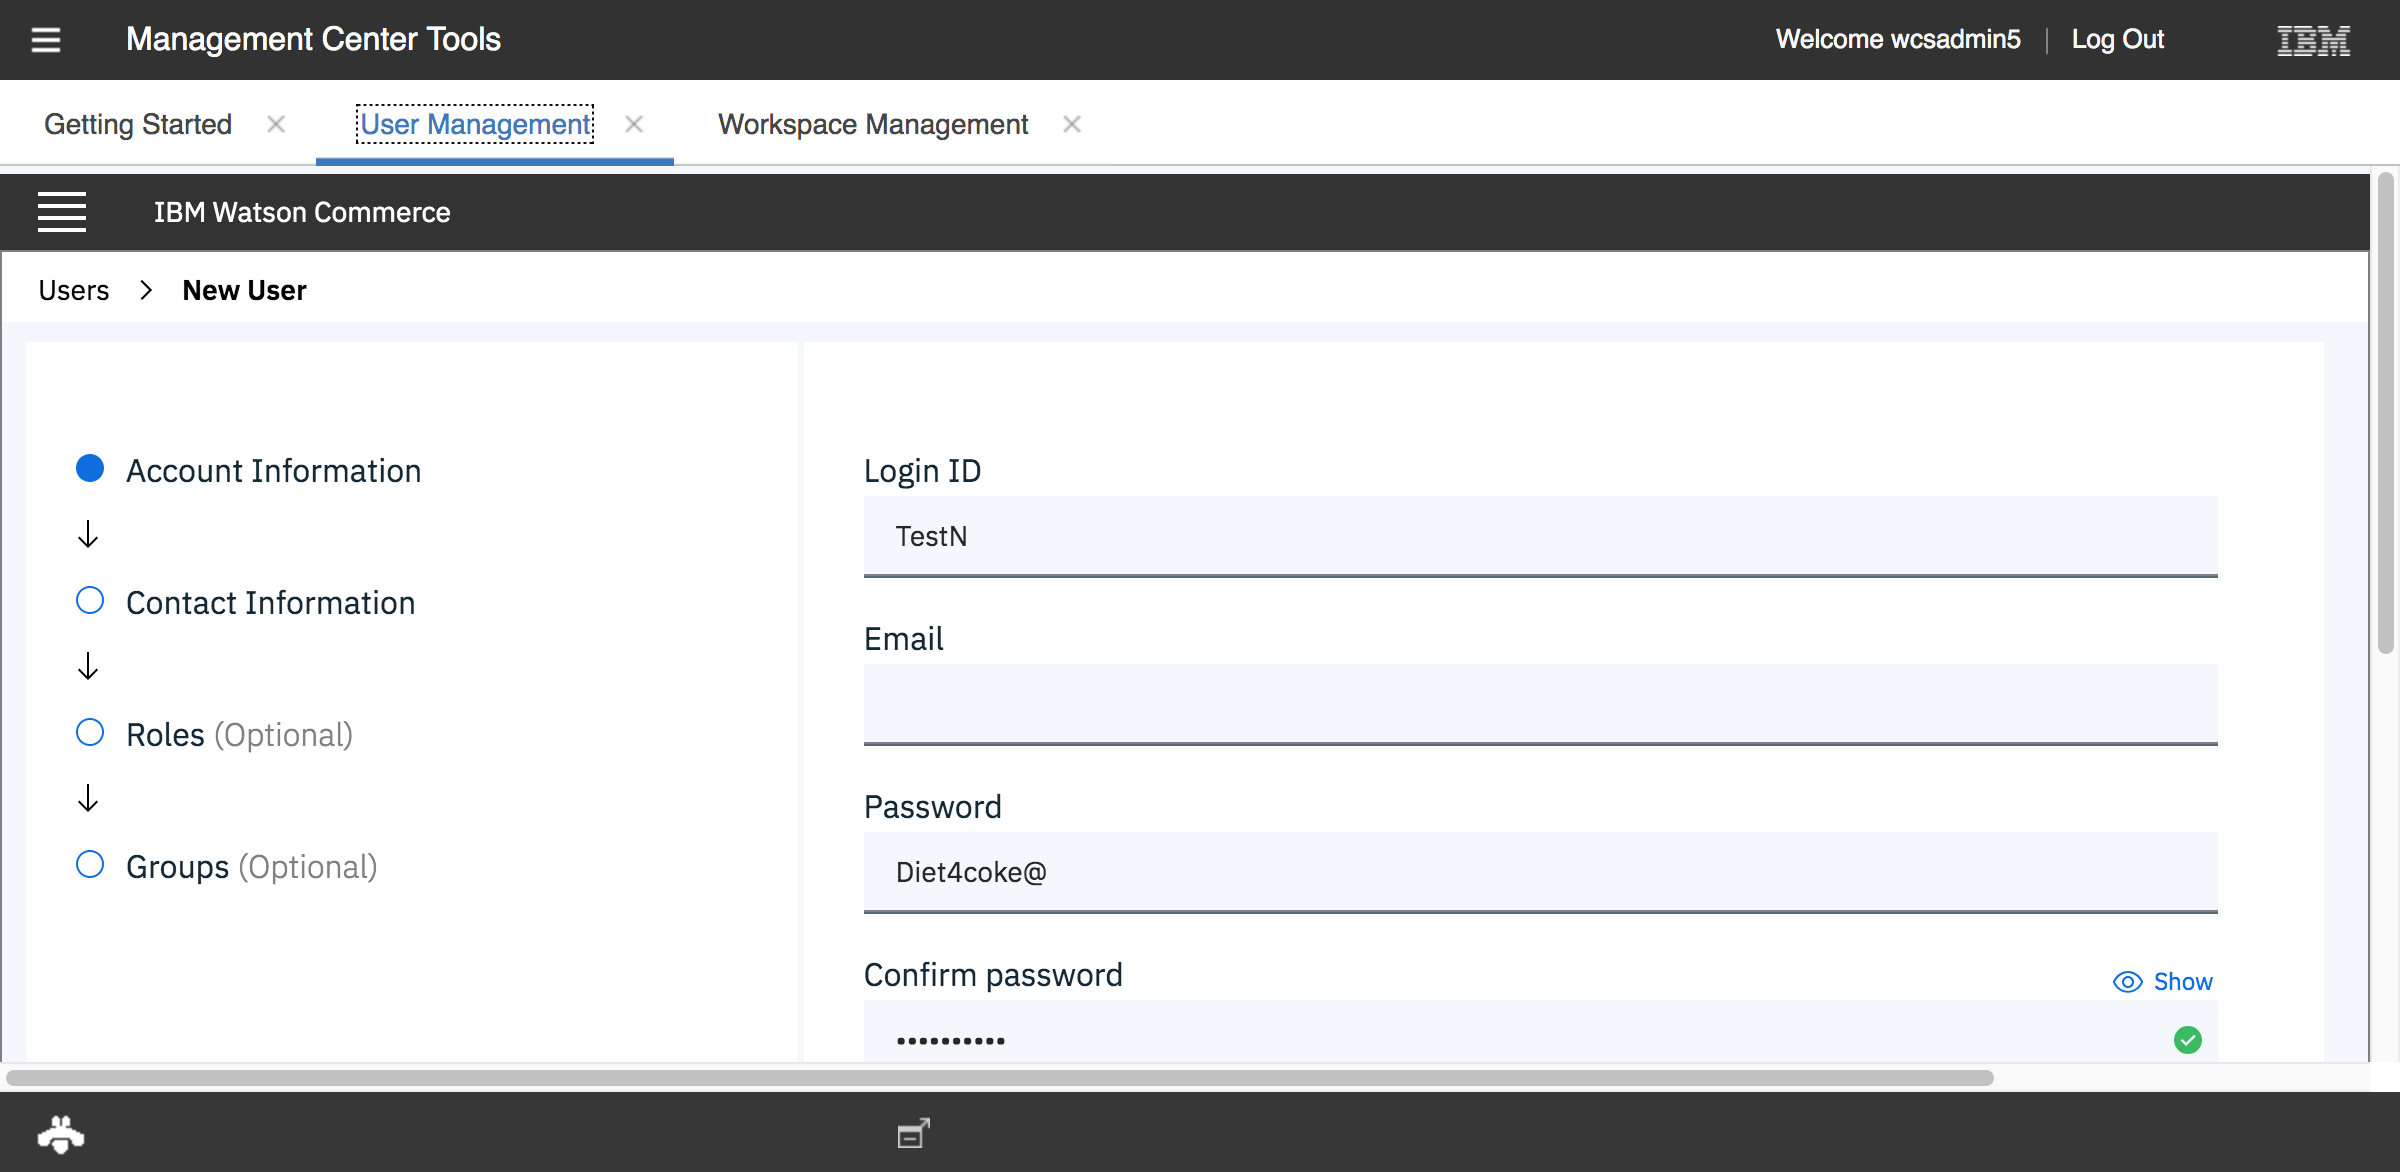 Management Center Tools
Welcome wcsadmin5 | Log Out
IBM
Getting Started
User Management
Workspace Management
IBM Watson Commerce
Users > New User
Account Information
Contact Information
Roles (Optional)
Groups (Optional)
Login ID
TestN
Email
Password
Diet4coke@
Confirm password
Show
••••••••••